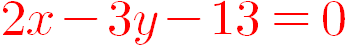 2x − 3y − 13 = 0